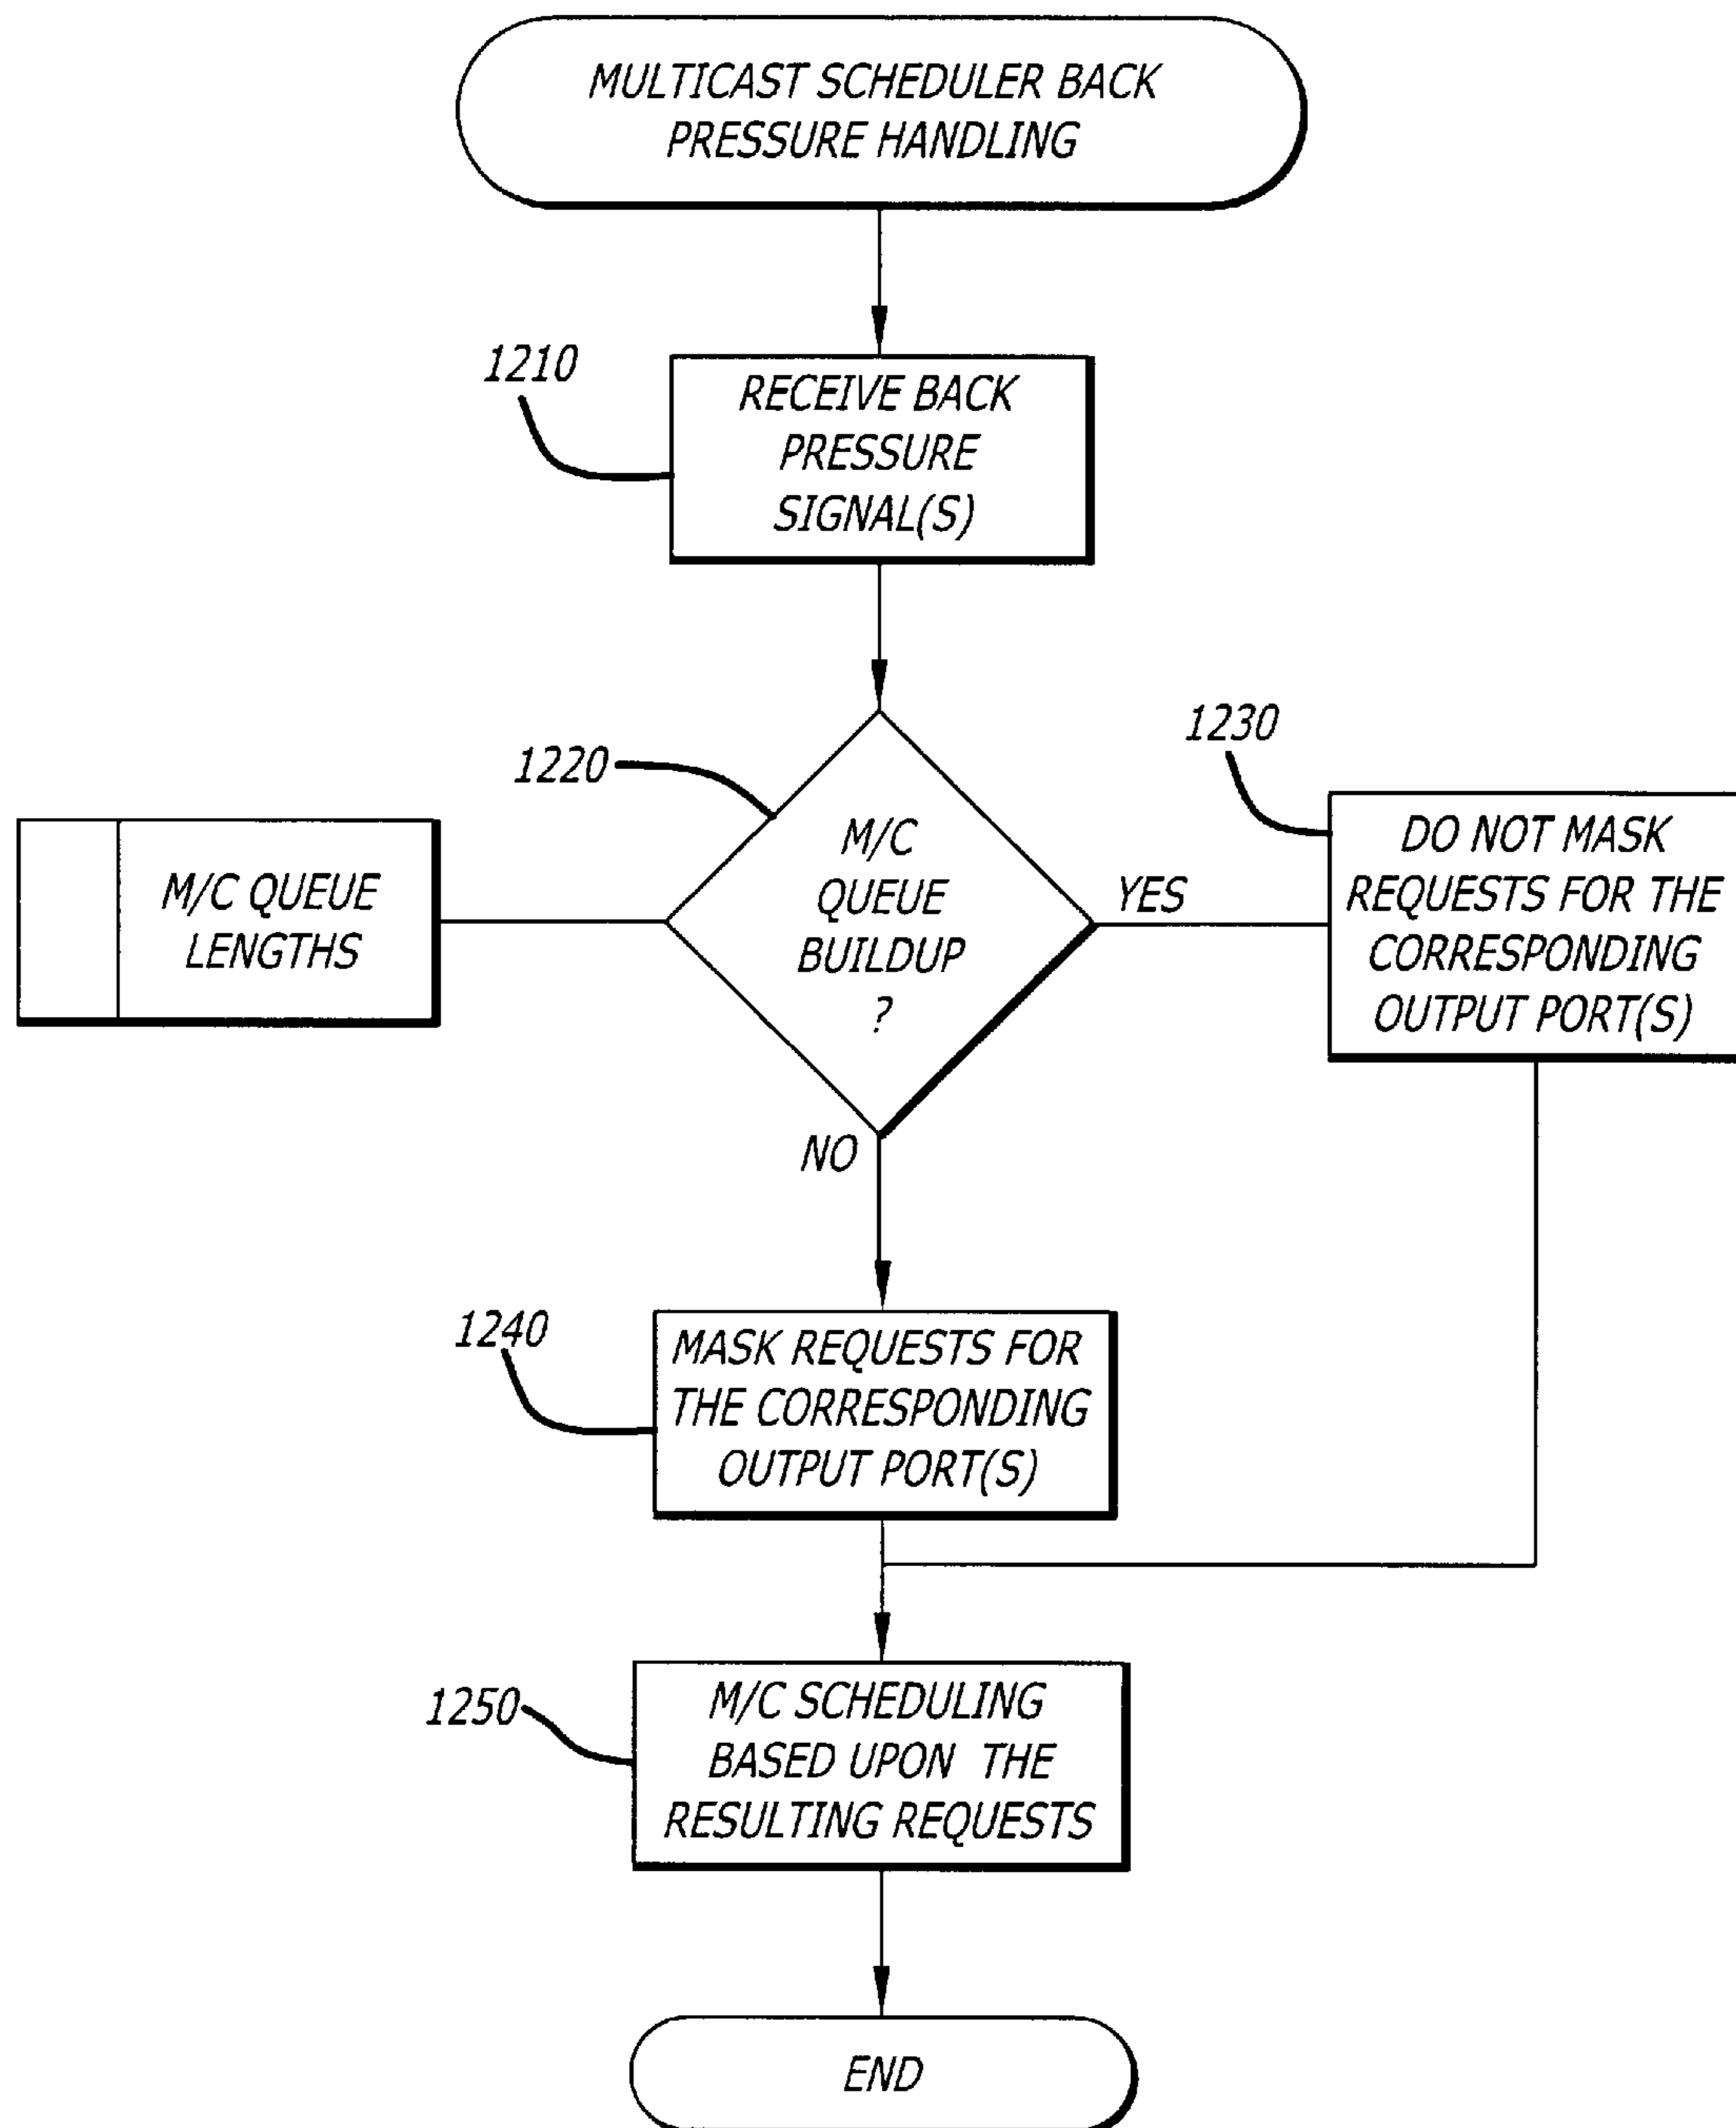 MULTICAST SCHEDULER BACK
PRESSURE HANDLING
1210
RECEIVE BACK
PRESSURE
SIGNAL(S)
1220
M/C
QUEUE
BUILDUP
?
M/C QUEUE
LENGTHS
YES
1230
DO NOT MASK
REQUESTS FOR THE
CORRESPONDING
OUTPUT PORT(S)
NO
1240
MASK REQUESTS FOR
THE CORRESPONDING
OUTPUT PORT(S)
1250
M/C SCHEDULING
BASED UPON THE
RESULTING REQUESTS
END